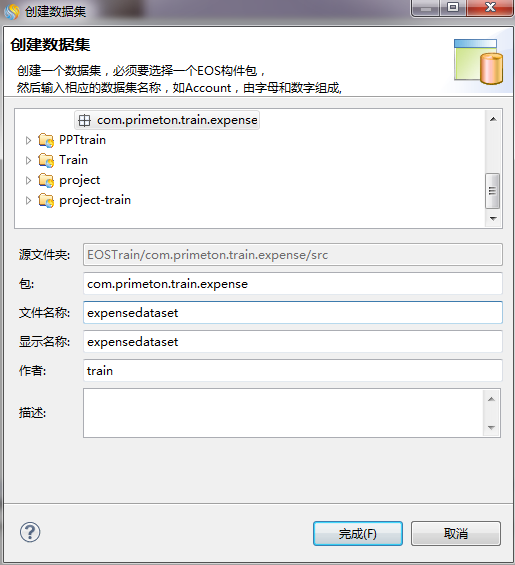 创建数据集
创建数据集
创建一个数据集，必须要选择一个EOS构件包，
然后输入相应的数据集名称，如Account，由字母和数字组成,
com.primeton.train.expense
PPTtrain
Train
project
project-train
源文件夹: EOSTrain/com.primeton.train.expense/src
包: com.primeton.train.expense
文件名称: expensedataset
显示名称: expensedataset
作者: train
描述:
完成(F) 取消